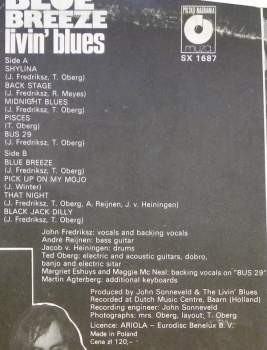 BLUE
BREEZE
livin' blues
POLSKIE NAGRANIA
muza
SX 1687
Side A
SHYLINA
(J. Fredriksz, T. Oberg)
BACK STAGE
(J. Fredriksz, R. Meyes)
MIDNIGHT BLUES
(J. Fredriksz, T. Oberg)
PISCES
(T. Oberg)
BUS 29
(J. Fredriksz, T. Oberg)
Side B
BLUE BREEZE
(J. Fredriksz, T. Oberg)
PICK UP ON MY MOJO
(J. Winter)
THAT NIGHT
(J. Fredriksz, T. Oberg, A. Reijnen, J. v. Heiningen)
BLACK JACK DILLY
(J. Fredriksz, T. Oberg)
John Fredriksz: vocals and backing vocals
André Reijnen: bass guitar
Jacob v. Heiningen: drums
Ted Oberg: electric and acoustic guitars, dobro,
banjo and electric sitar
Margriet Eshuys and Maggie Mc Neal: backing vocals on "BUS 29"
Martin Agterberg: additional keyboards
Produced by John Sonneveld & The Livin' Blues
Recorded at Dutch Music Centre, Baarn (Holland)
Recording engineer: John Sonneveld
Photographs: mrs. Oberg, layout: T. Oberg
Licence: ARIOLA — Eurodisc Benelux B. V.
Made in Poland
Cena zł 120,—